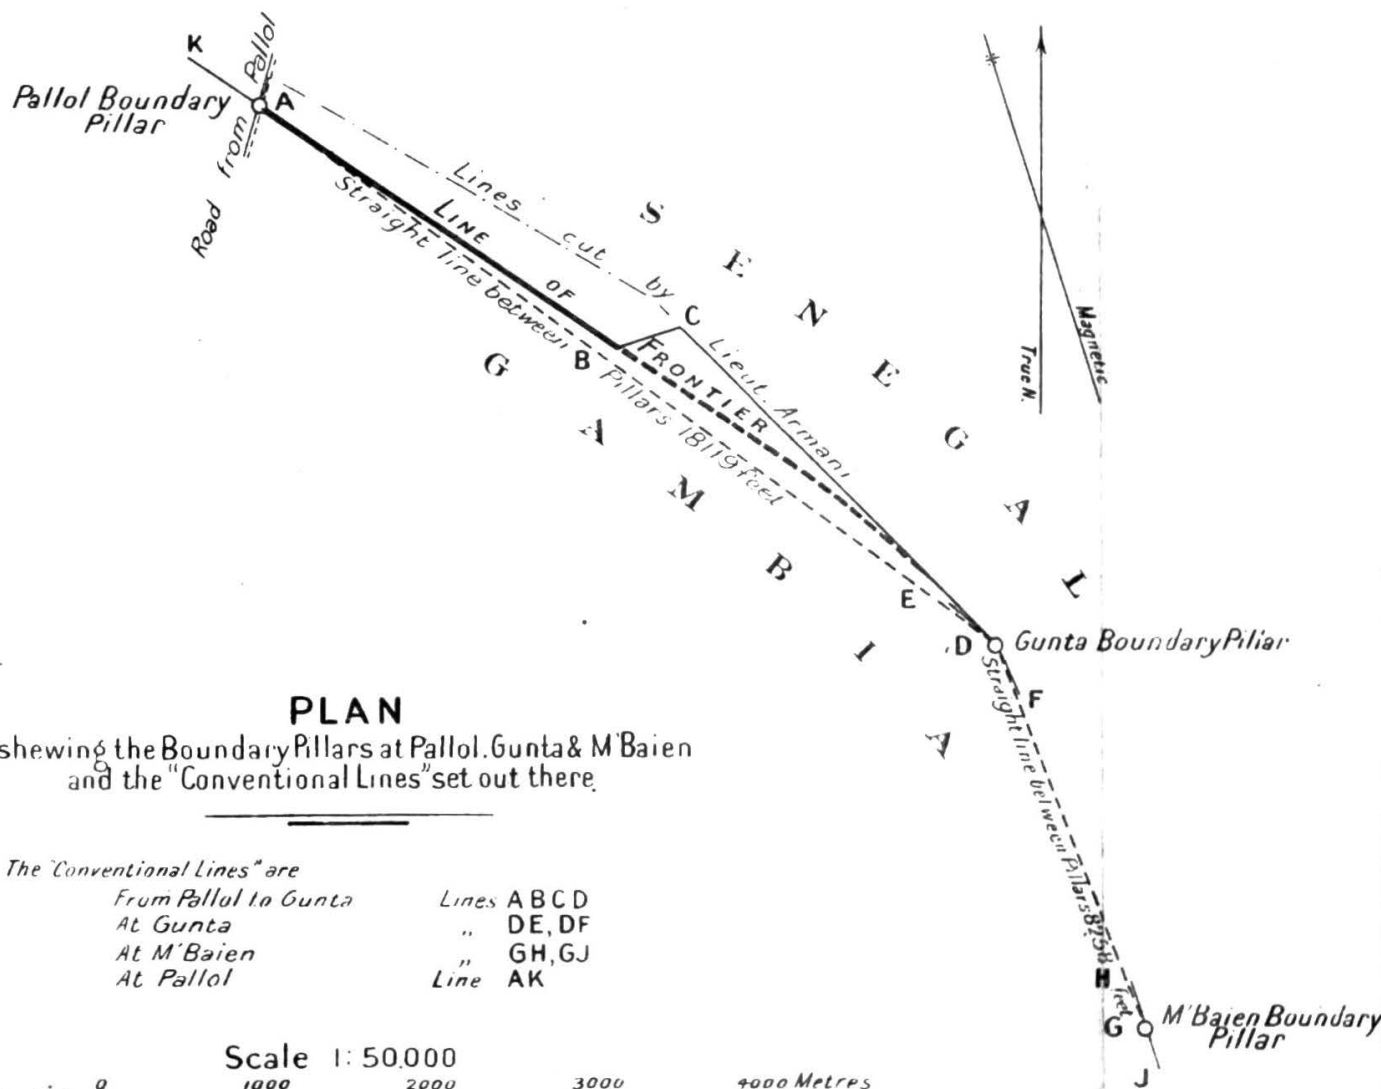 K
Road from Pallol
Pallol Boundary
Pillar
A
Lines cut by Lieut. Armani
LINE OF FRONTIER
Straight line between Pillars 18119 feet
B
C
SENEGAL
GAMBIA
True N.
Magnetic
E
D
Gunta Boundary Pillar
F
Straight line between Pillars 8258 feet
H
G
M'Baien Boundary
Pillar
J
PLAN
shewing the Boundary Pillars at Pallol. Gunta & M'Baien
and the "Conventional Lines" set out there.
The "Conventional Lines" are
From Pallol to Gunta Lines A B C D
At Gunta „ DE, DF
At M'Baien „ GH, GJ
At Pallol Line AK
Scale 1:50.000
0 1000 2000 3000 4000 Metres